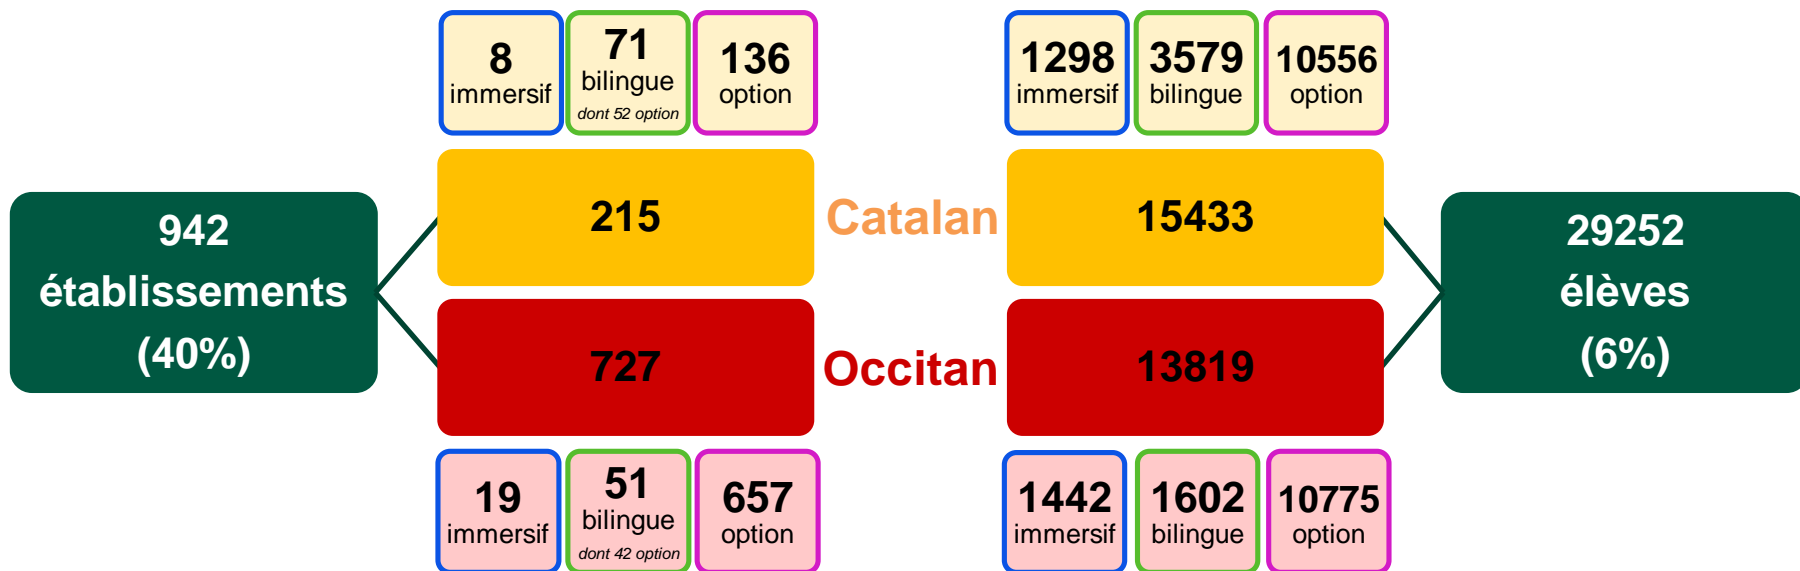 8
immersif
71
bilingue
dont 52 option
136
option
1298
immersif
3579
bilingue
10556
option
942
établissements
(40%)
215
Catalan
15433
727
Occitan
13819
29252
élèves
(6%)
19
immersif
51
bilingue
dont 42 option
657
option
1442
immersif
1602
bilingue
10775
option